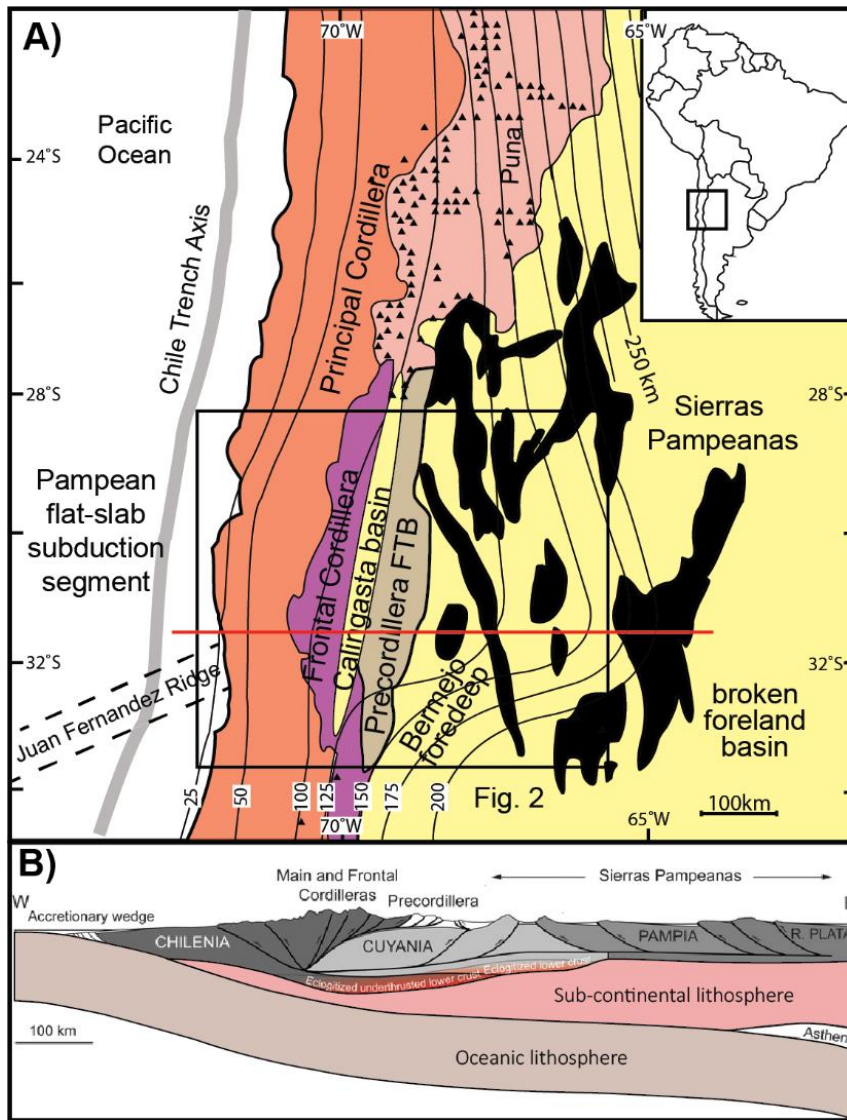 A)
70°W
65°W
Pacific
Ocean
24°S
Chile Trench Axis
Principal Cordillera
Puna
250 km
28°S
28°S
Sierras
Pampeanas
Pampean
flat-slab
subduction
segment
Frontal Cordillera
Calingasta basin
Precordillera FTB
Bermejo
foredeep
32°S
32°S
Juan Fernandez Ridge
broken
foreland
basin
25
50
100
125
150
175
200
Fig. 2
100km
70°W
65°W
B)
Main and Frontal
Cordilleras
Precordillera
Sierras Pampeanas
W
Accretionary wedge
CHILENIA
CUYANIA
PAMPIA
R. PLATA
Eclogitized underthrusted lower crust
Eclogitized lower crust
Sub-continental lithosphere
100 km
Oceanic lithosphere
Asthen